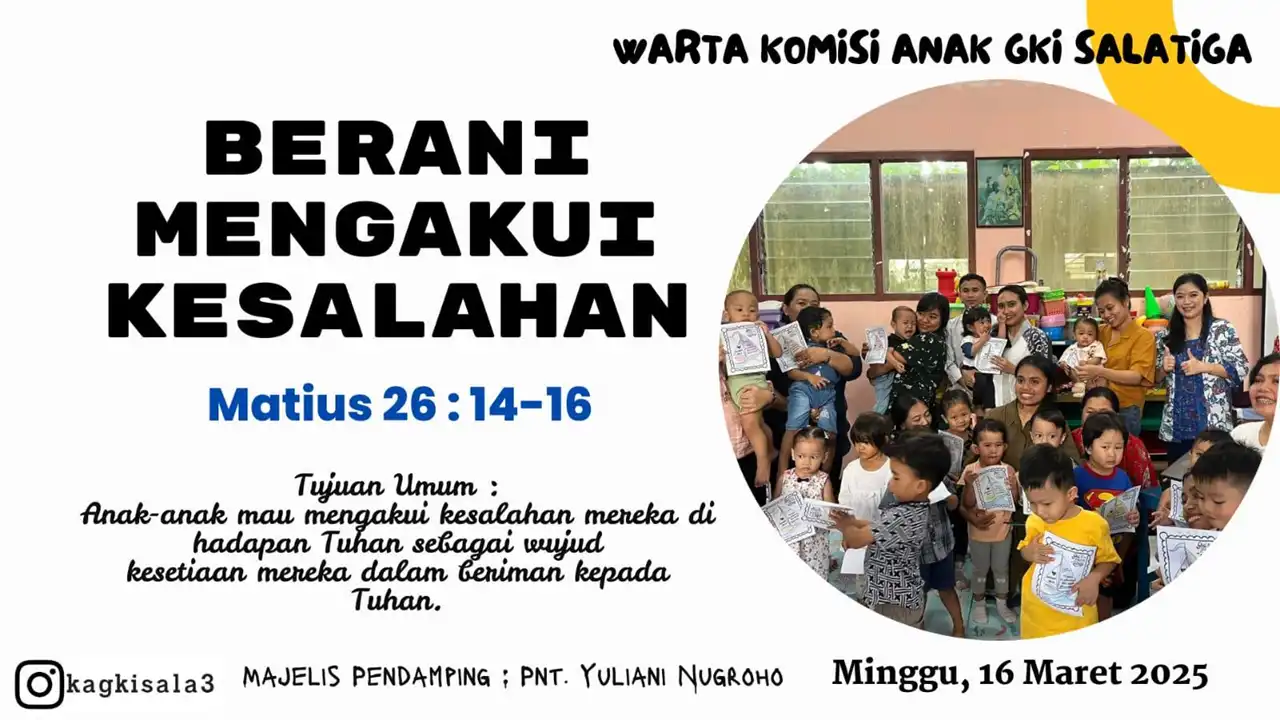 WARTA KOMISI ANAK GKI SALATIGA
BERANI
MENGAKUI
KESALAHAN
Matius 26 : 14-16
Tujuan Umum :
Anak-anak mau mengakui kesalahan mereka di
hadapan Tuhan sebagai wujud
kesetiaan mereka dalam beriman kepada
Tuhan.
kagkisala3
MAJELIS PENDAMPING ; PNT. YULIANI NUGROHO
Minggu, 16 Maret 2025